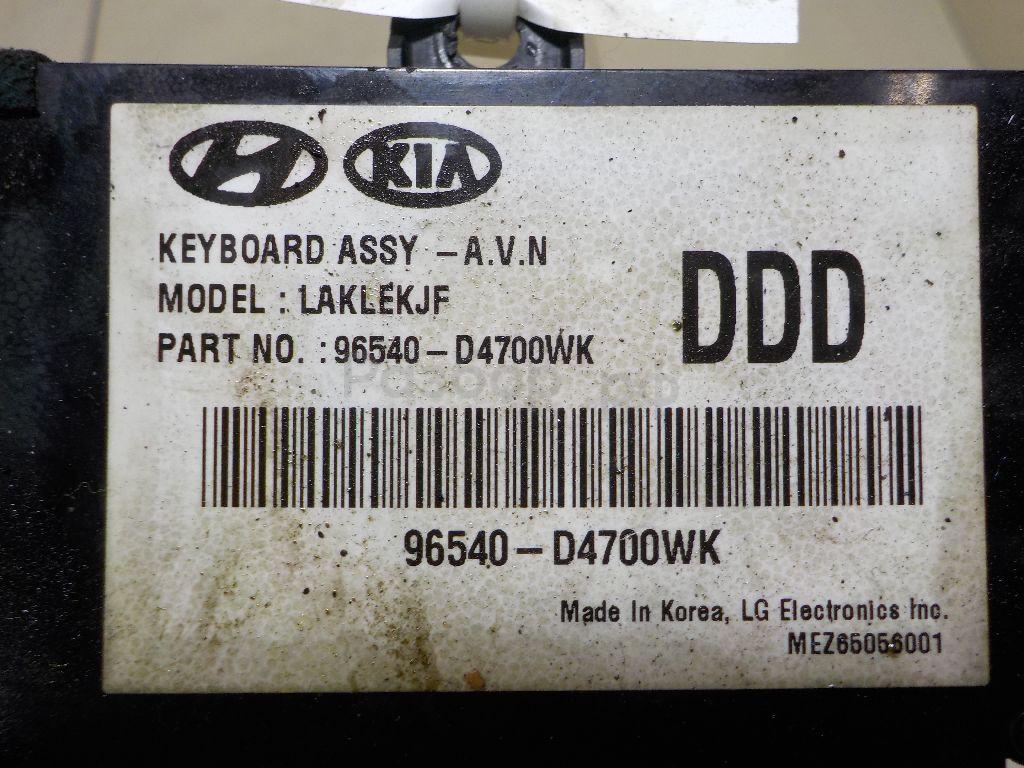 KIA
KEYBOARD ASSY - A.V.N
MODEL : LAKLEKJF
PART NO. : 96540-D4700WK
DDD
96540-D4700WK
Made In Korea, LG Electronics Inc.
MEZ65056001